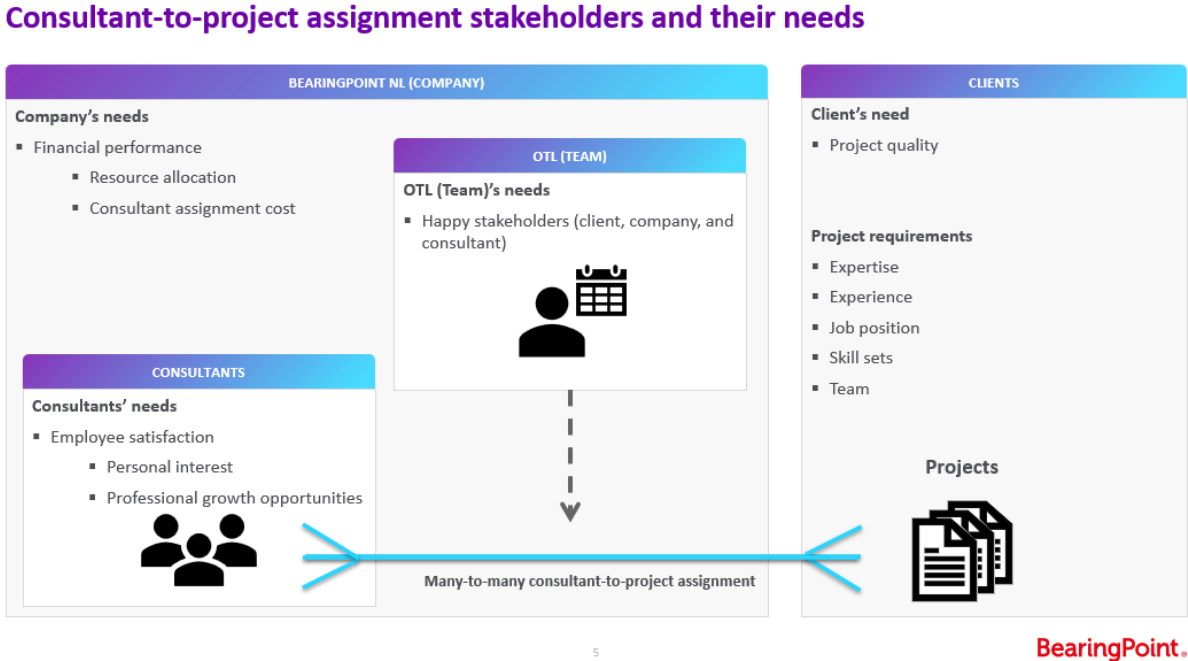 Consultant-to-project assignment stakeholders and their needs
BEARINGPOINT NL (COMPANY)
Company's needs
▪ Financial performance
▪ Resource allocation
▪ Consultant assignment cost
OTL (TEAM)
OTL (Team)'s needs
▪ Happy stakeholders (client, company, and
consultant)
CONSULTANTS
Consultants' needs
▪ Employee satisfaction
▪ Personal interest
▪ Professional growth opportunities
Many-to-many consultant-to-project assignment
CLIENTS
Client's need
▪ Project quality
Project requirements
▪ Expertise
▪ Experience
▪ Job position
▪ Skill sets
▪ Team
Projects
5
BearingPoint®